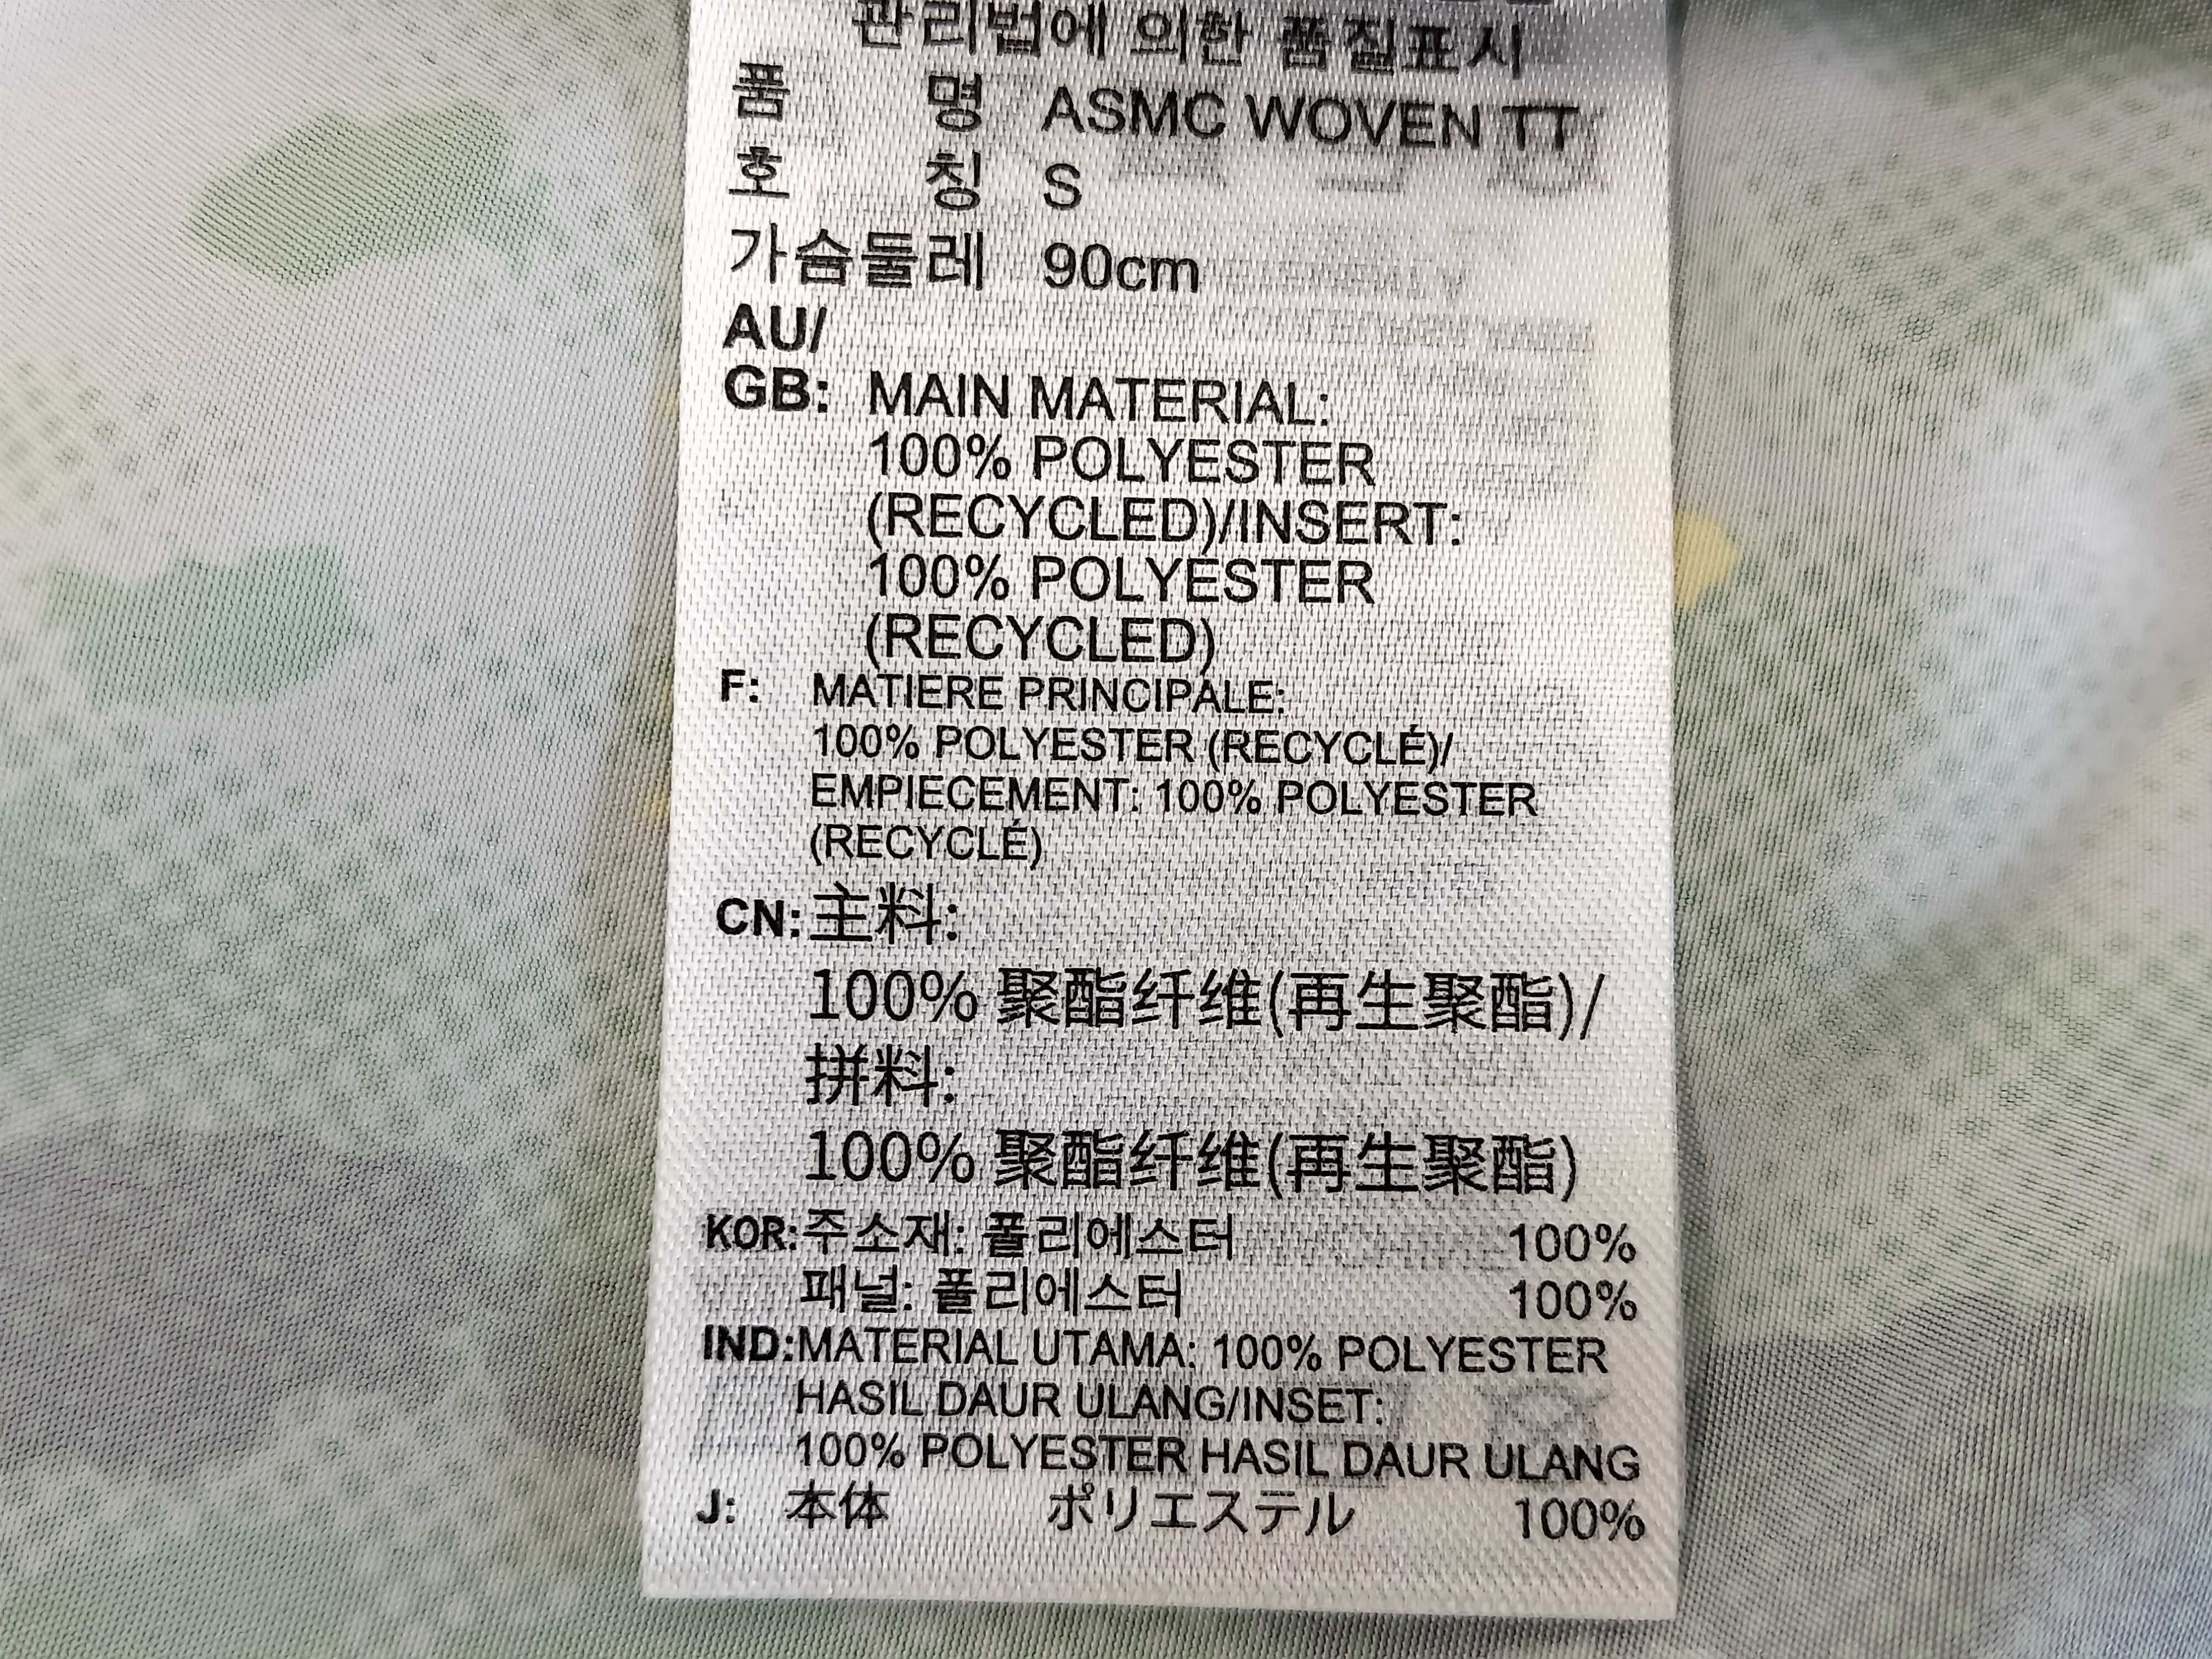 관리법에 의한 품질표시
품 명 ASMC WOVEN TT
호 칭 S
가슴둘레 90cm
AU/
GB: MAIN MATERIAL:
100% POLYESTER
(RECYCLED)/INSERT:
100% POLYESTER
(RECYCLED)
F: MATIERE PRINCIPALE:
100% POLYESTER (RECYCLÉ)/
EMPIECEMENT: 100% POLYESTER
(RECYCLÉ)
CN: 主料:
100% 聚酯纤维(再生聚酯)/
拼料:
100% 聚酯纤维(再生聚酯)
KOR: 주소재: 폴리에스터 100%
패널: 폴리에스터 100%
IND: MATERIAL UTAMA: 100% POLYESTER
HASIL DAUR ULANG/INSET:
100% POLYESTER HASIL DAUR ULANG
J: 本体 ポリエステル 100%